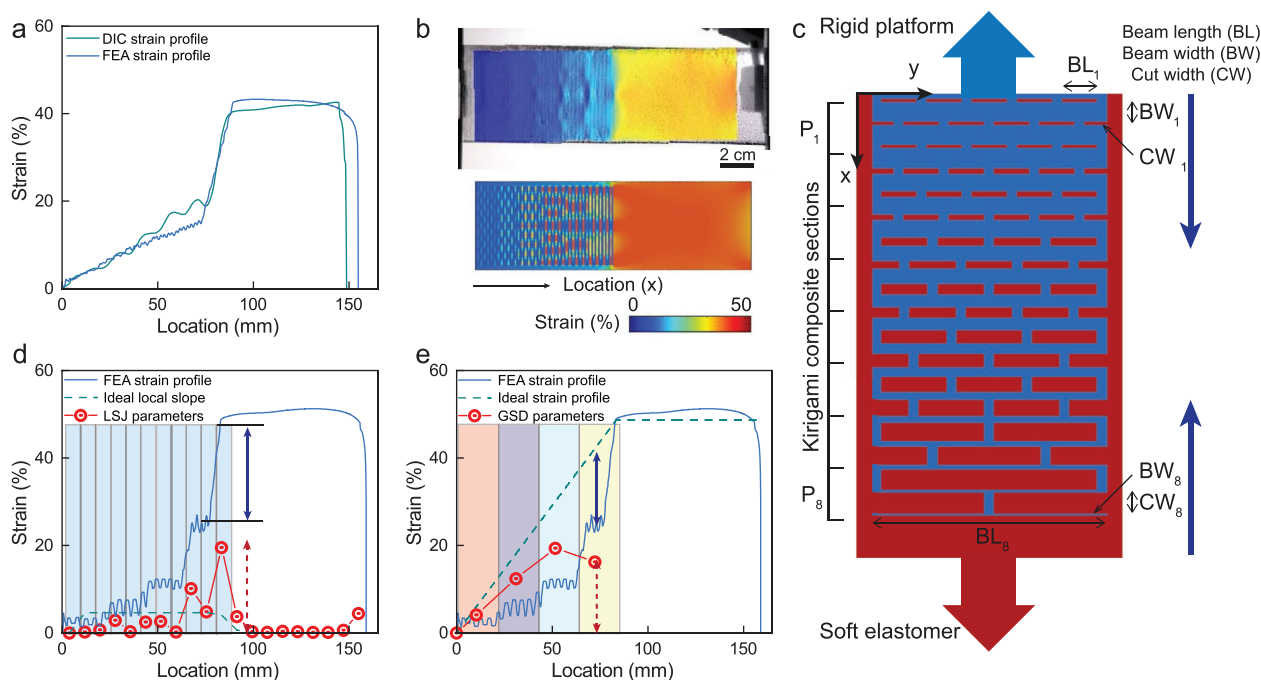 a
60
40
20
0
Strain (%)
DIC strain profile
FEA strain profile
0
50
100
150
Location (mm)
b
2 cm
Location (x)
0
50
Strain (%)
c
Rigid platform
Beam length (BL)
Beam width (BW)
Cut width (CW)
y
BL1
BW1
CW1
x
P1
Kirigami composite sections
P8
BW8
CW8
BL8
Soft elastomer
d
60
40
20
0
Strain (%)
FEA strain profile
Ideal local slope
LSJ parameters
0
50
100
150
Location (mm)
e
60
40
20
0
Strain (%)
FEA strain profile
Ideal strain profile
GSD parameters
0
50
100
150
Location (mm)